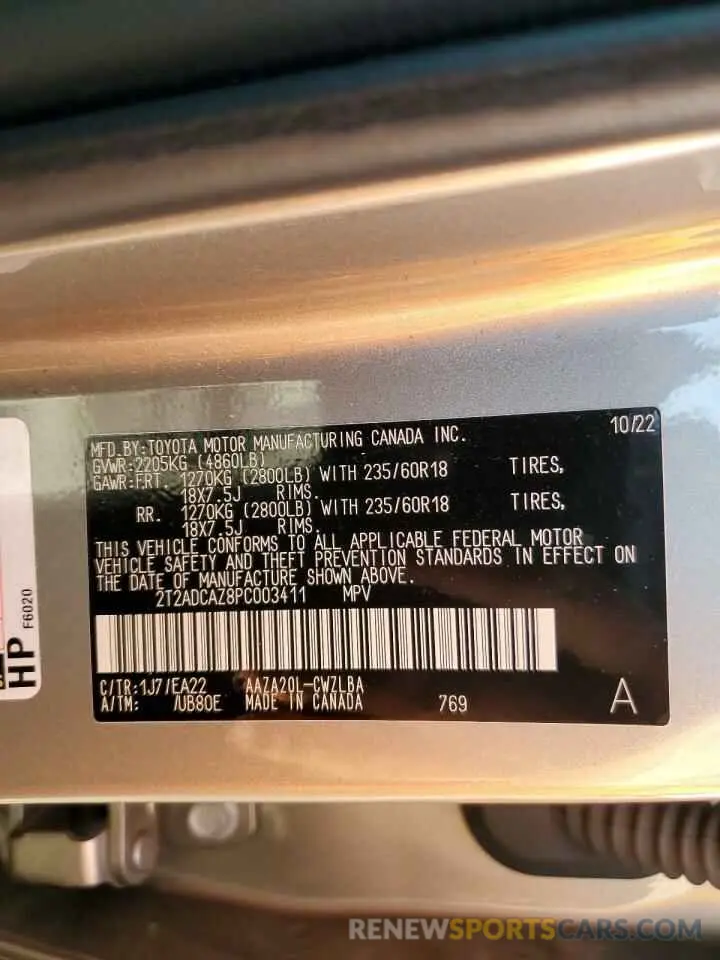 10/22
MFD.BY:TOYOTA MOTOR MANUFACTURING CANADA INC.
GVWR:2205KG (4860LB)
GAWR:FRT. 1270KG (2800LB) WITH 235/60R18 TIRES,
18X7.5J RIMS.
RR. 1270KG (2800LB) WITH 235/60R18 TIRES,
18X7.5J RIMS.
THIS VEHICLE CONFORMS TO ALL APPLICABLE FEDERAL MOTOR
VEHICLE SAFETY AND THEFT PREVENTION STANDARDS IN EFFECT ON
THE DATE OF MANUFACTURE SHOWN ABOVE.
2T2ADCAZ8PC003411 MPV
C/TR:1J7/EA22 AAZA20L-CWZLBA
A/TM: /UB80E MADE IN CANADA 769 A
HP F6020
RENEWSPORTSCARS.COM